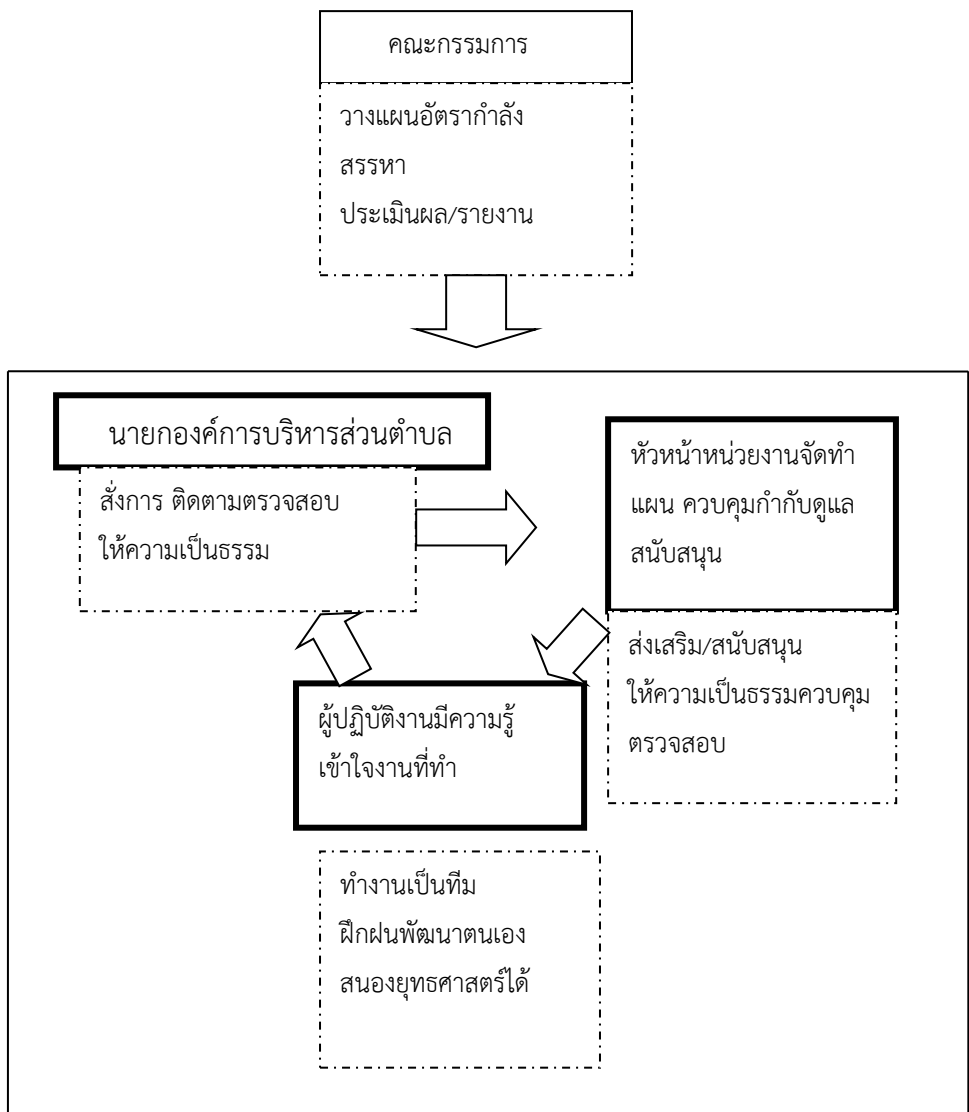 คณะกรรมการ
วางแผนอัตรากำลัง
สรรหา
ประเมินผล/รายงาน
นายกองค์การบริหารส่วนตำบล
สั่งการ ติดตามตรวจสอบ
ให้ความเป็นธรรม
หัวหน้าหน่วยงานจัดทำ
แผน ควบคุมกำกับดูแล
สนับสนุน
ส่งเสริม/สนับสนุน
ให้ความเป็นธรรมควบคุม
ตรวจสอบ
ผู้ปฏิบัติงานมีความรู้
เข้าใจงานที่ทำ
ทำงานเป็นทีม
ฝึกฝนพัฒนาตนเอง
สนองยุทธศาสตร์ได้